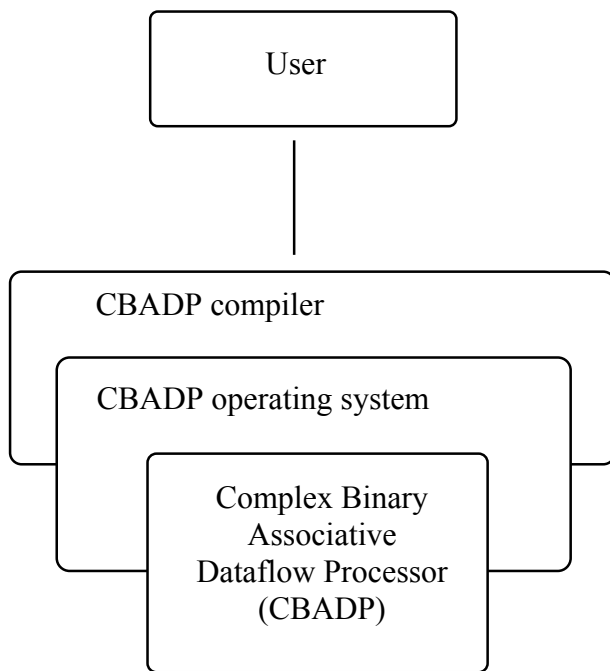 User
CBADP compiler
CBADP operating system
Complex Binary
Associative
Dataflow Processor
(CBADP)